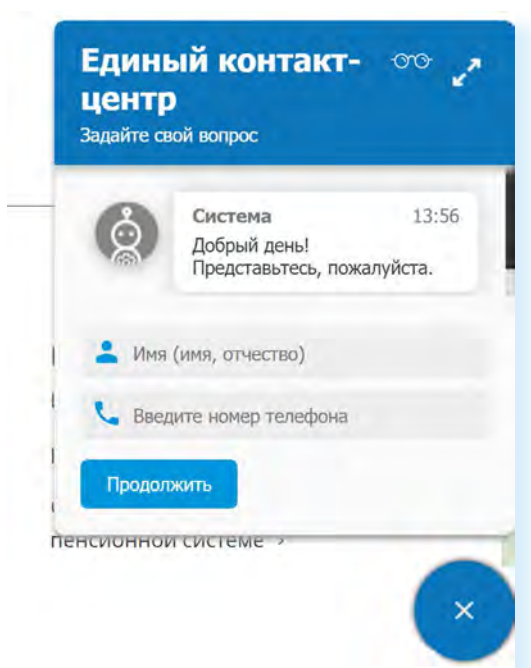 Единый контакт-
центр
Задайте свой вопрос
Система 13:56
Добрый день!
Представьтесь, пожалуйста.
Имя (имя, отчество)
Введите номер телефона
Продолжить
пенсионной системе ›